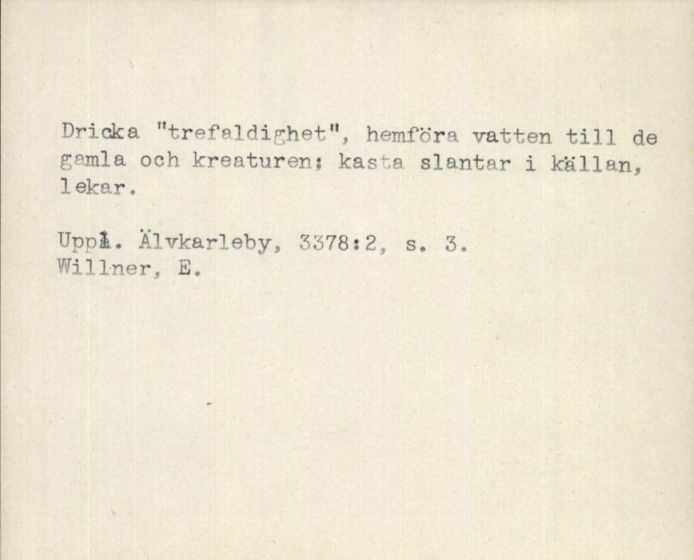 Dricka "trefaldighet", hemföra vatten till de
gamla och kreaturen; kasta slantar i källan,
lekar.
Uppl. Älvkarleby, 3378:2, s. 3.
Willner, E.